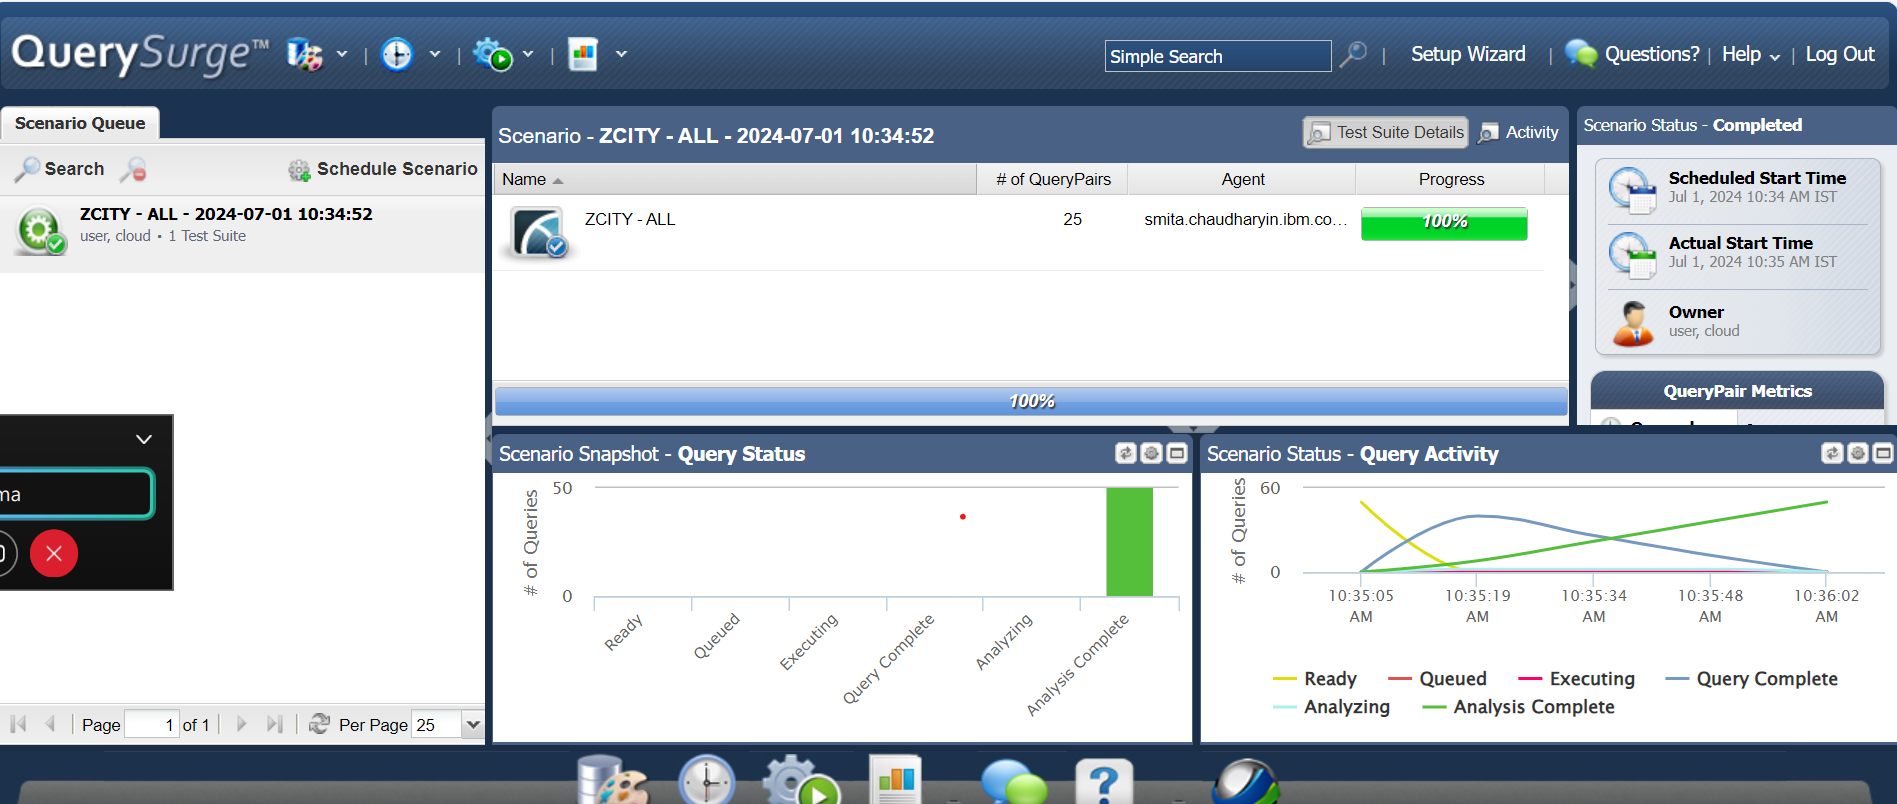 QuerySurge™
Simple Search
Setup Wizard
Questions?
Help
Log Out
Scenario Queue
Search
Schedule Scenario
ZCITY - ALL - 2024-07-01 10:34:52
user, cloud • 1 Test Suite
ma
Page 1 of 1
Per Page 25
Scenario - ZCITY - ALL - 2024-07-01 10:34:52
Test Suite Details
Activity
Name # of QueryPairs Agent Progress
ZCITY - ALL 25 smita.chaudharyin.ibm.co... 100%
100%
Scenario Status - Completed
Scheduled Start Time
Jul 1, 2024 10:34 AM IST
Actual Start Time
Jul 1, 2024 10:35 AM IST
Owner
user, cloud
QueryPair Metrics
Scenario Snapshot - Query Status
# of Queries
50
0
Ready
Queued
Executing
Query Complete
Analyzing
Analysis Complete
Scenario Status - Query Activity
# of Queries
60
0
10:35:05 AM
10:35:19 AM
10:35:34 AM
10:35:48 AM
10:36:02 AM
Ready Queued Executing Query Complete
Analyzing Analysis Complete
?